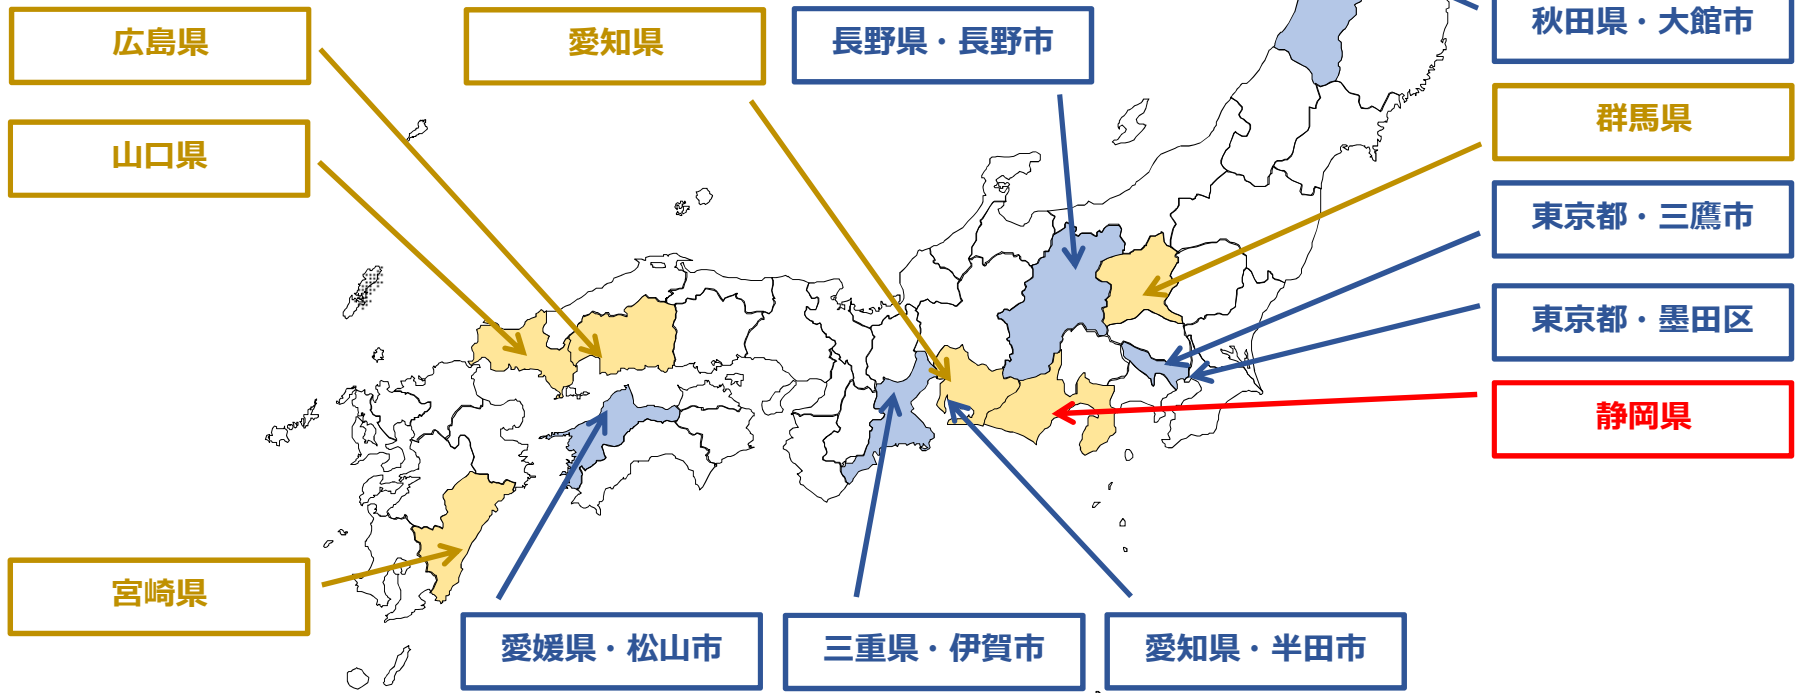 広島県
愛知県
長野県・長野市
秋田県・大館市
山口県
群馬県
東京都・三鷹市
東京都・墨田区
静岡県
宮崎県
愛媛県・松山市
三重県・伊賀市
愛知県・半田市